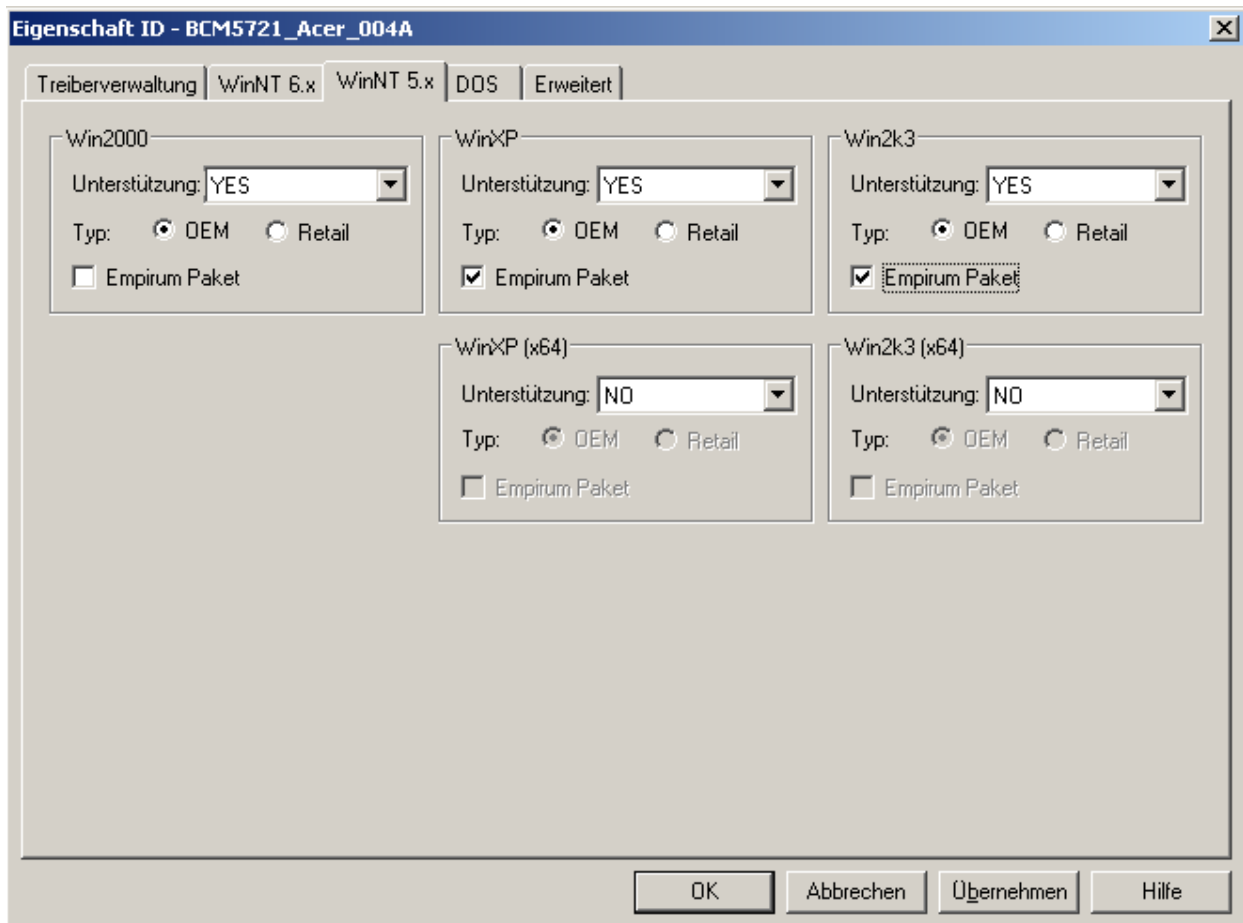 Eigenschaft ID - BCM5721_Acer_004A
Treiberverwaltung WinNT 6.x WinNT 5.x DOS Erweitert
Win2000
Unterstützung: YES
Typ: OEM Retail
Empirum Paket
WinXP
Unterstützung: YES
Typ: OEM Retail
Empirum Paket
Win2k3
Unterstützung: YES
Typ: OEM Retail
Empirum Paket
WinXP (x64)
Unterstützung: NO
Typ: OEM Retail
Empirum Paket
Win2k3 (x64)
Unterstützung: NO
Typ: OEM Retail
Empirum Paket
OK Abbrechen Übernehmen Hilfe